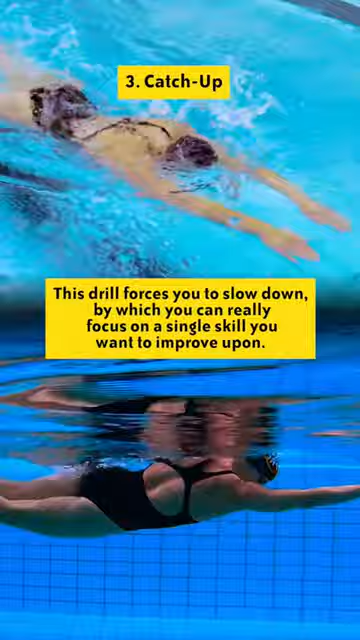 3. Catch-Up
This drill forces you to slow down,
by which you can really
focus on a single skill you
want to improve upon.